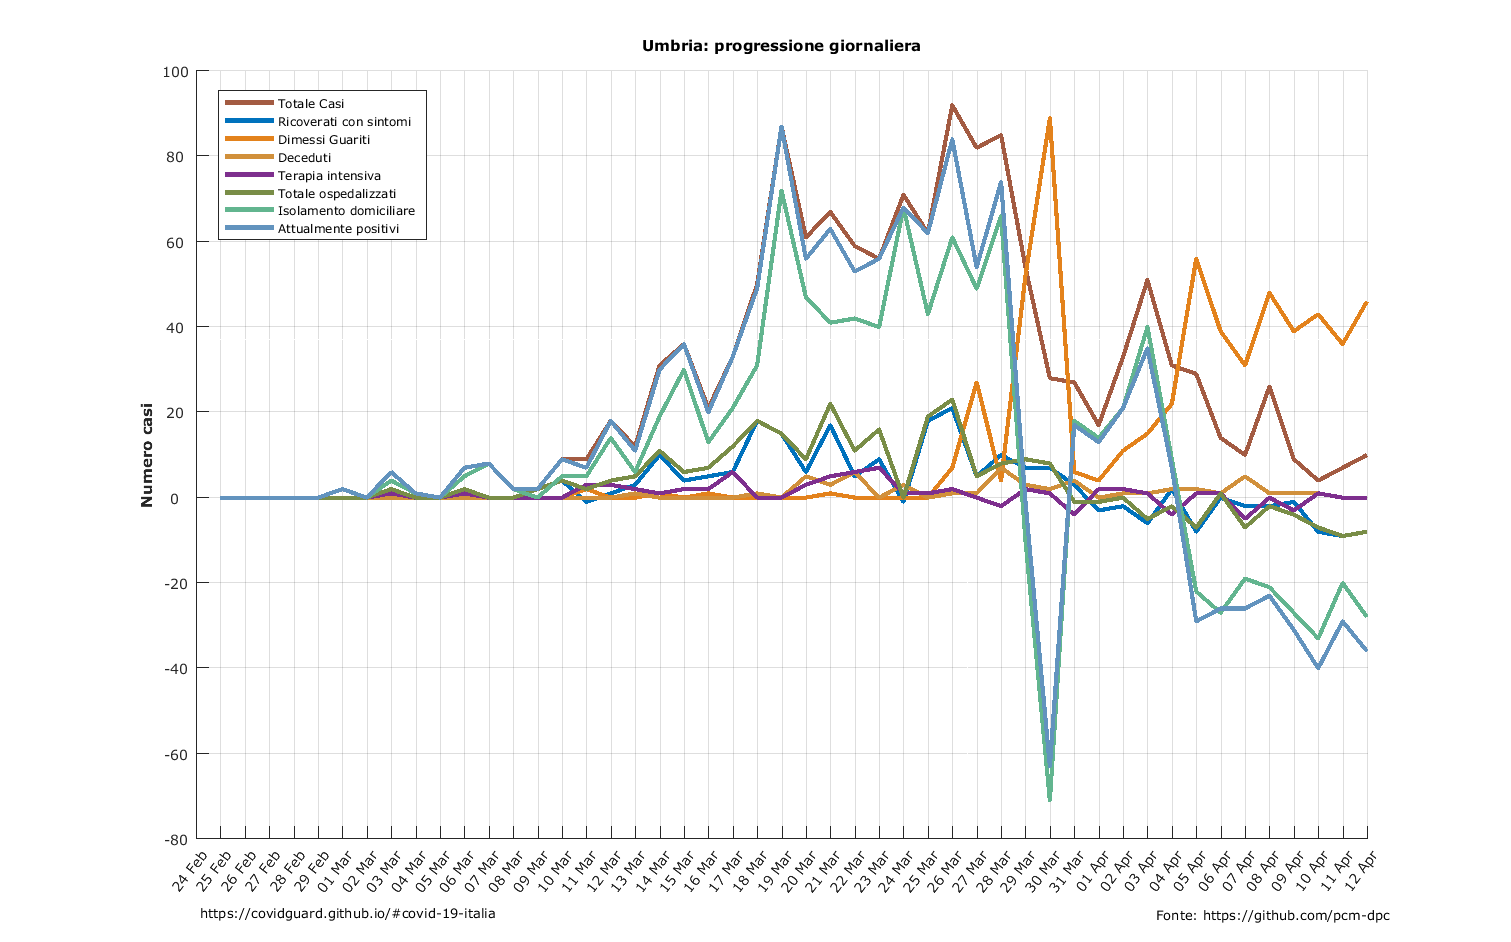 Umbria: progressione giornaliera
100
80
60
40
20
0
-20
-40
-60
-80
Numero casi
Totale Casi
Ricoverati con sintomi
Dimessi Guariti
Deceduti
Terapia intensiva
Totale ospedalizzati
Isolamento domiciliare
Attualmente positivi
24 Feb
25 Feb
26 Feb
27 Feb
28 Feb
29 Feb
01 Mar
02 Mar
03 Mar
04 Mar
05 Mar
06 Mar
07 Mar
08 Mar
09 Mar
10 Mar
11 Mar
12 Mar
13 Mar
14 Mar
15 Mar
16 Mar
17 Mar
18 Mar
19 Mar
20 Mar
21 Mar
22 Mar
23 Mar
24 Mar
25 Mar
26 Mar
27 Mar
28 Mar
29 Mar
30 Mar
31 Mar
01 Apr
02 Apr
03 Apr
04 Apr
05 Apr
06 Apr
07 Apr
08 Apr
09 Apr
10 Apr
11 Apr
12 Apr
https://covidguard.github.io/#covid-19-italia
Fonte: https://github.com/pcm-dpc